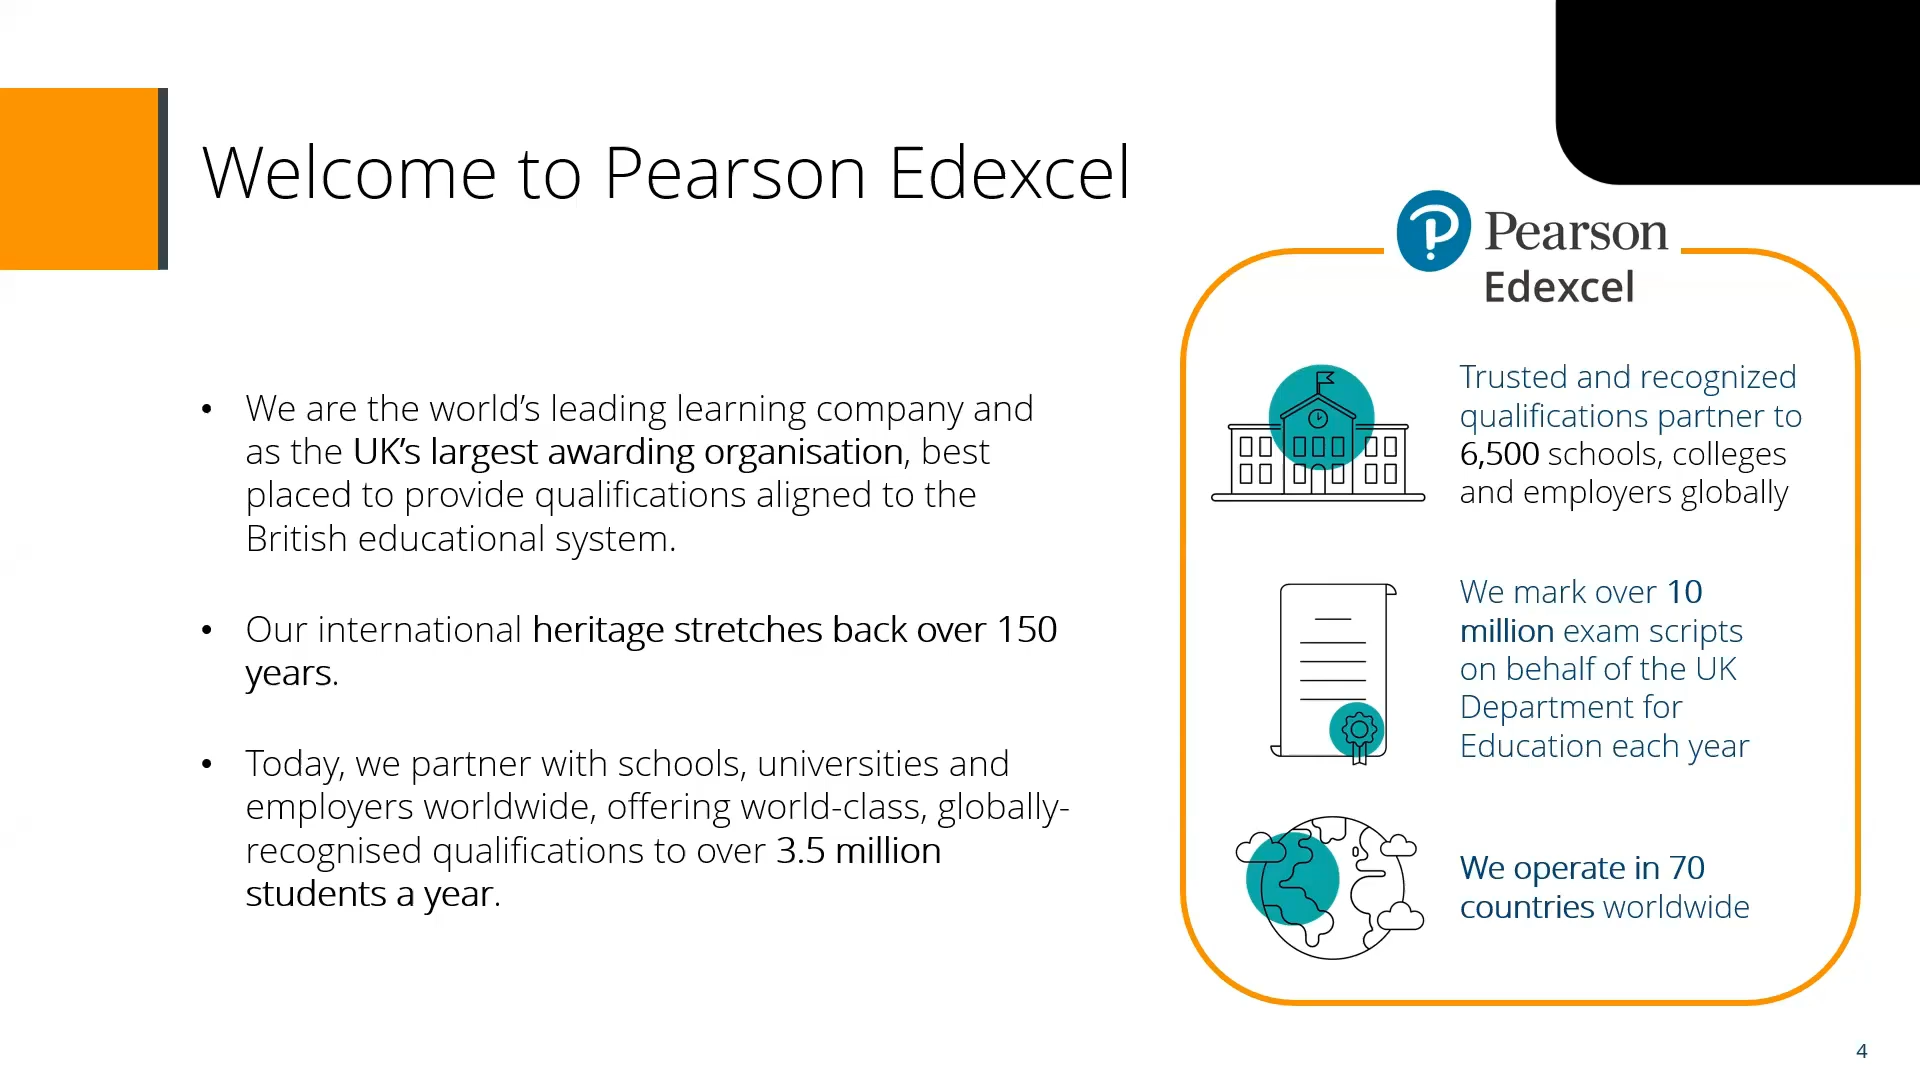 Welcome to Pearson Edexcel
• We are the world’s leading learning company and
as the UK’s largest awarding organisation, best
placed to provide qualifications aligned to the
British educational system.
• Our international heritage stretches back over 150
years.
• Today, we partner with schools, universities and
employers worldwide, offering world-class, globally-
recognised qualifications to over 3.5 million
students a year.
Pearson
Edexcel
Trusted and recognized
qualifications partner to
6,500 schools, colleges
and employers globally
We mark over 10
million exam scripts
on behalf of the UK
Department for
Education each year
We operate in 70
countries worldwide
4